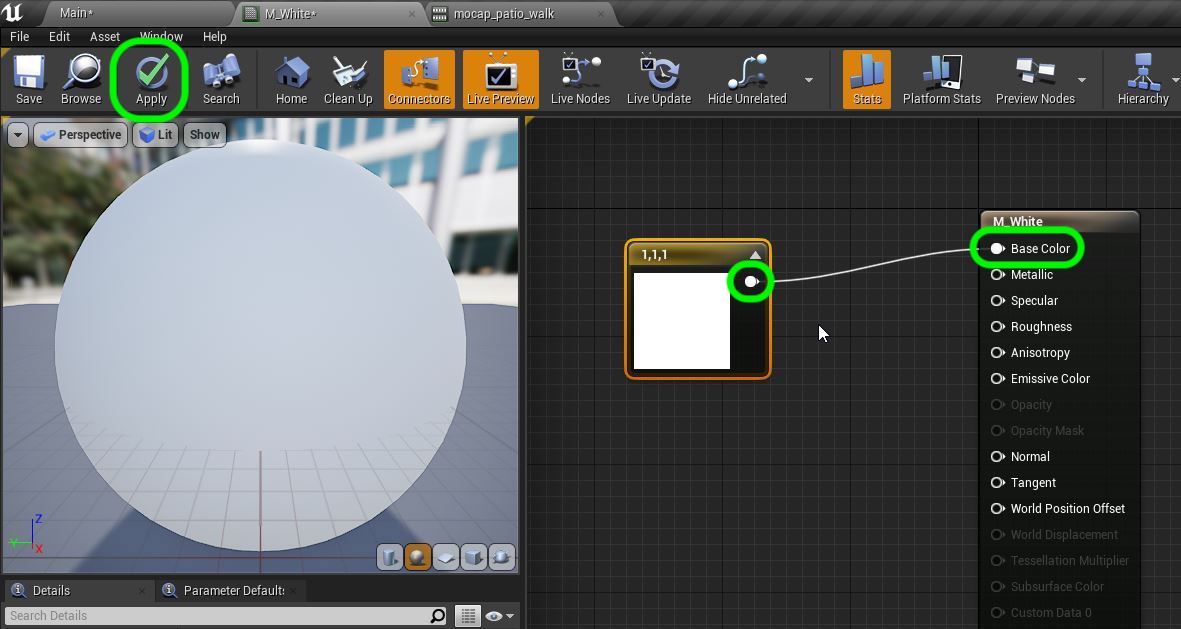 Main*
M_White*
mocap_patio_walk
File Edit Asset Window Help
Save Browse Apply Search Home Clean Up Connectors Live Preview Live Nodes Live Update Hide Unrelated Stats Platform Stats Preview Nodes Hierarchy
Perspective Lit Show
M_White
1,1,1
Base Color
Metallic
Specular
Roughness
Anisotropy
Emissive Color
Opacity
Opacity Mask
Normal
Tangent
World Position Offset
World Displacement
Tessellation Multiplier
Subsurface Color
Custom Data 0
Z
Y
X
Details
Parameter Default:
Search Details